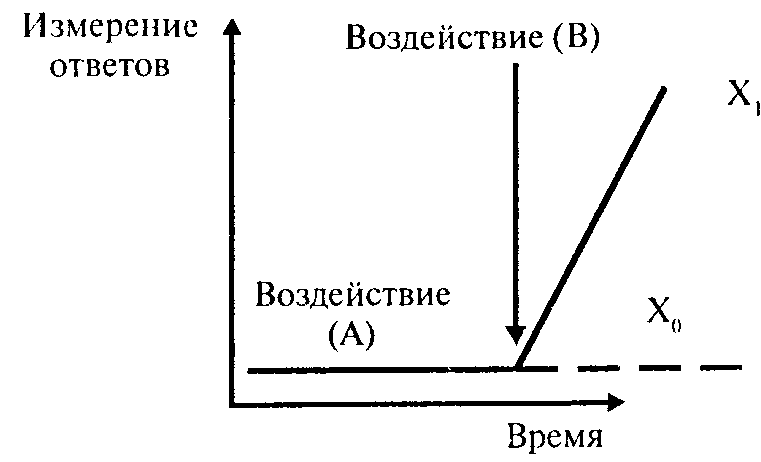 Измерение
ответов
Воздействие (В)
X₁
Воздействие
(А)
X₀
Время